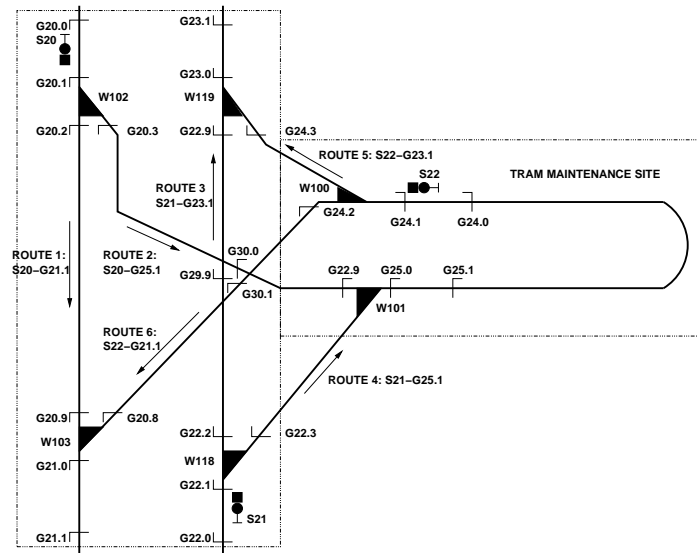 G20.0
S20
G20.1
W102
G20.2
G20.3
G23.1
G23.0
W119
G22.9
G24.3
ROUTE 5: S22–G23.1
S22
TRAM MAINTENANCE SITE
W100
G24.2
G24.1
G24.0
ROUTE 3
S21–G23.1
ROUTE 1:
S20–G21.1
ROUTE 2:
S20–G25.1
G30.0
G29.9
G30.1
G22.9
G25.0
G25.1
W101
ROUTE 6:
S22–G21.1
ROUTE 4: S21–G25.1
G20.9
G20.8
W103
G21.0
G22.2
G22.3
W118
G22.1
S21
G21.1
G22.0